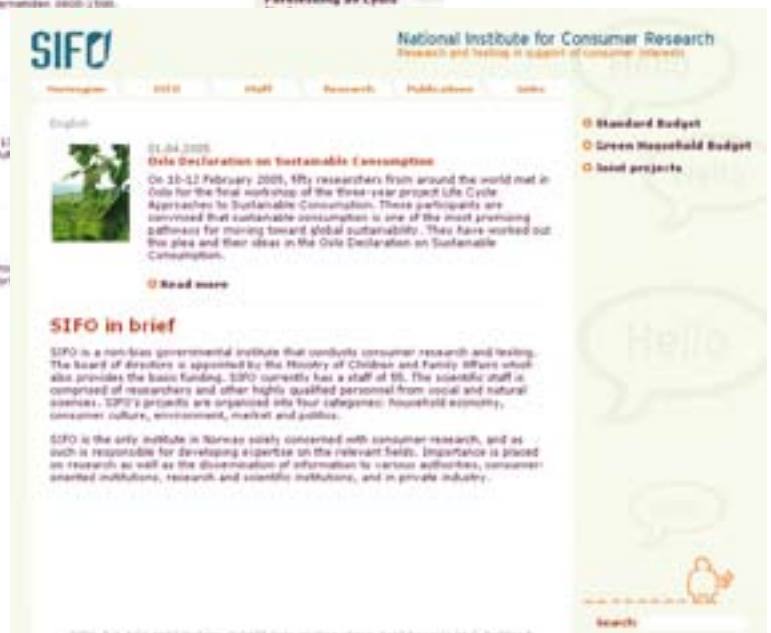 SIFO
National Institute for Consumer Research
Research and testing in support of consumer interests
Norwegian SIFO Staff Research Publications Links
English
01.04.2005
Oslo Declaration on Sustainable Consumption
On 10-12 February 2005, fifty researchers from around the world met in
Oslo for the final workshop of the three-year project Life Cycle
Approaches to Sustainable Consumption. These participants are
convinced that sustainable consumption is one of the most promising
pathways for moving toward global sustainability. They have worked out
this plea and their ideas in the Oslo Declaration on Sustainable
Consumption.
Read more
Standard Budget
Green Household Budget
Joint projects
SIFO in brief
SIFO is a non-bias governmental institute that conducts consumer research and testing.
The board of directors is appointed by the Ministry of Children and Family Affairs which
also provides the basic funding. SIFO currently has a staff of 55. The scientific staff is
comprised of researchers and other highly qualified personnel from social and natural
sciences. SIFO's projects are organized into four categories: household economy,
consumer culture, environment, market and politics.
SIFO is the only institute in Norway solely concerned with consumer research, and as
such is responsible for developing expertise on the relevant fields. Importance is placed
on research as well as the dissemination of information to various authorities, consumer-
oriented institutions, research and scientific institutions, and in private industry.
Hello
Hello
Hello
Search: